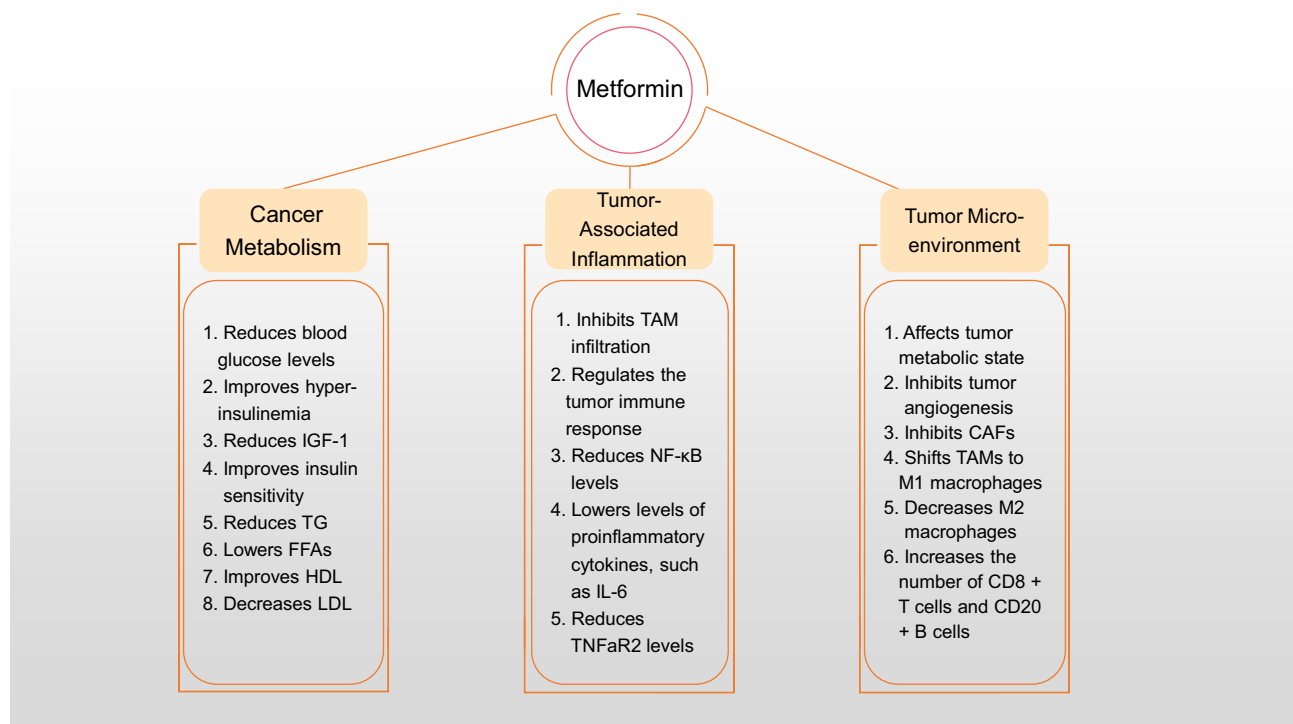 Metformin
Cancer
Metabolism
1. Reduces blood
glucose levels
2. Improves hyper-
insulinemia
3. Reduces IGF-1
4. Improves insulin
sensitivity
5. Reduces TG
6. Lowers FFAs
7. Improves HDL
8. Decreases LDL
Tumor-
Associated
Inflammation
1. Inhibits TAM
infiltration
2. Regulates the
tumor immune
response
3. Reduces NF-κB
levels
4. Lowers levels of
proinflammatory
cytokines, such
as IL-6
5. Reduces
TNFaR2 levels
Tumor Micro-
environment
1. Affects tumor
metabolic state
2. Inhibits tumor
angiogenesis
3. Inhibits CAFs
4. Shifts TAMs to
M1 macrophages
5. Decreases M2
macrophages
6. Increases the
number of CD8 +
T cells and CD20
+ B cells